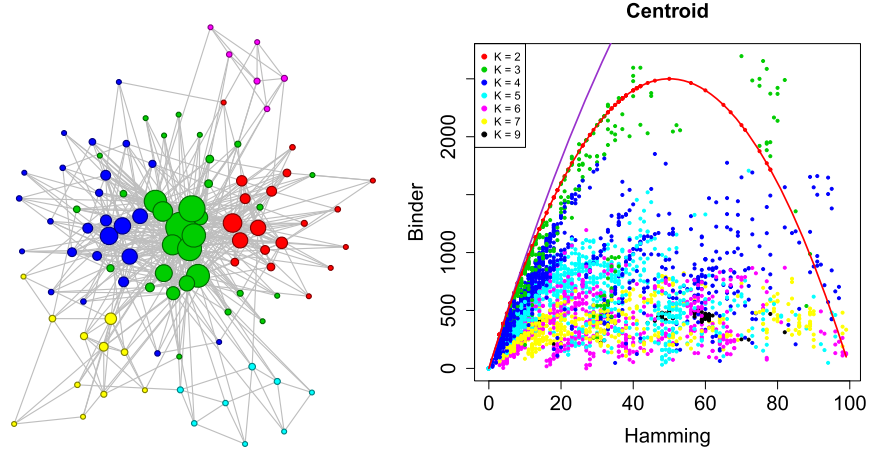 Centroid
K = 2
K = 3
K = 4
K = 5
K = 6
K = 7
K = 9
Binder
2000
1000
500
0
0
20
40
60
80
100
Hamming